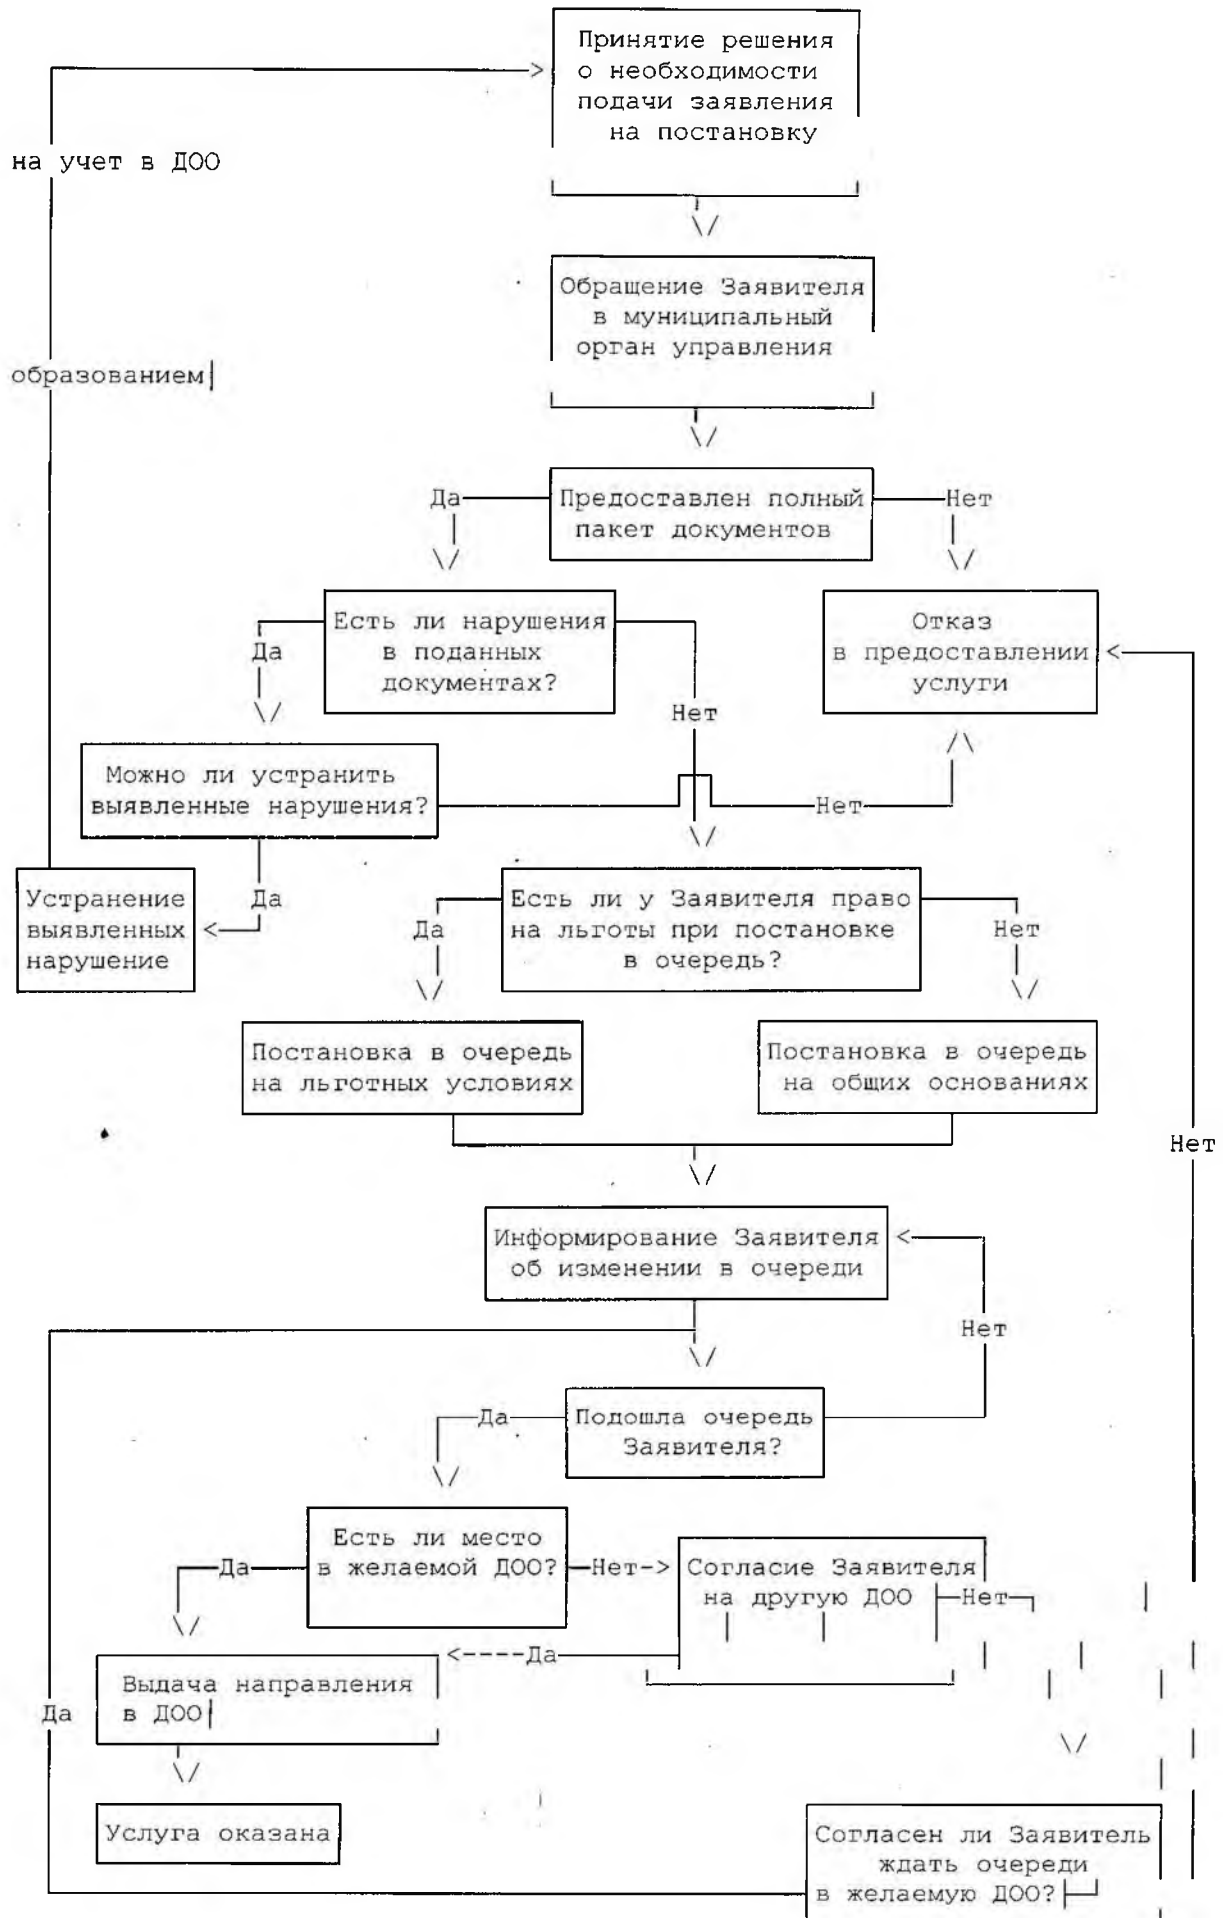 Принятие решения
о необходимости
подачи заявления
на постановку
на учет в ДОО
Обращение Заявителя
в муниципальный
орган управления
образованием
Да
Предоставлен полный
пакет документов
Нет
Есть ли нарушения
в поданных
документах?
Да
Нет
Отказ
в предоставлении
услуги
Можно ли устранить
выявленные нарушения?
Нет
Да
Устранение
выявленных
нарушение
Есть ли у Заявителя право
на льготы при постановке
в очередь?
Да
Нет
Постановка в очередь
на льготных условиях
Постановка в очередь
на общих основаниях
Нет
Информирование Заявителя
об изменении в очереди
Нет
Да
Подошла очередь
Заявителя?
Есть ли место
в желаемой ДОО?
Да
Нет
Согласие Заявителя
на другую ДОО
Нет
Да
Выдача направления
в ДОО
Да
Услуга оказана
Согласен ли Заявитель
ждать очереди
в желаемую ДОО?